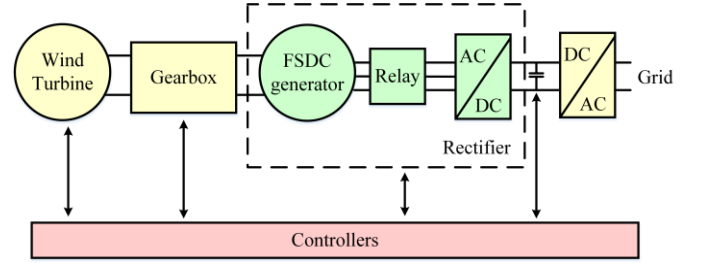 Wind
Turbine
Gearbox
FSDC
generator
Relay
AC
DC
Rectifier
DC
AC
Grid
Controllers